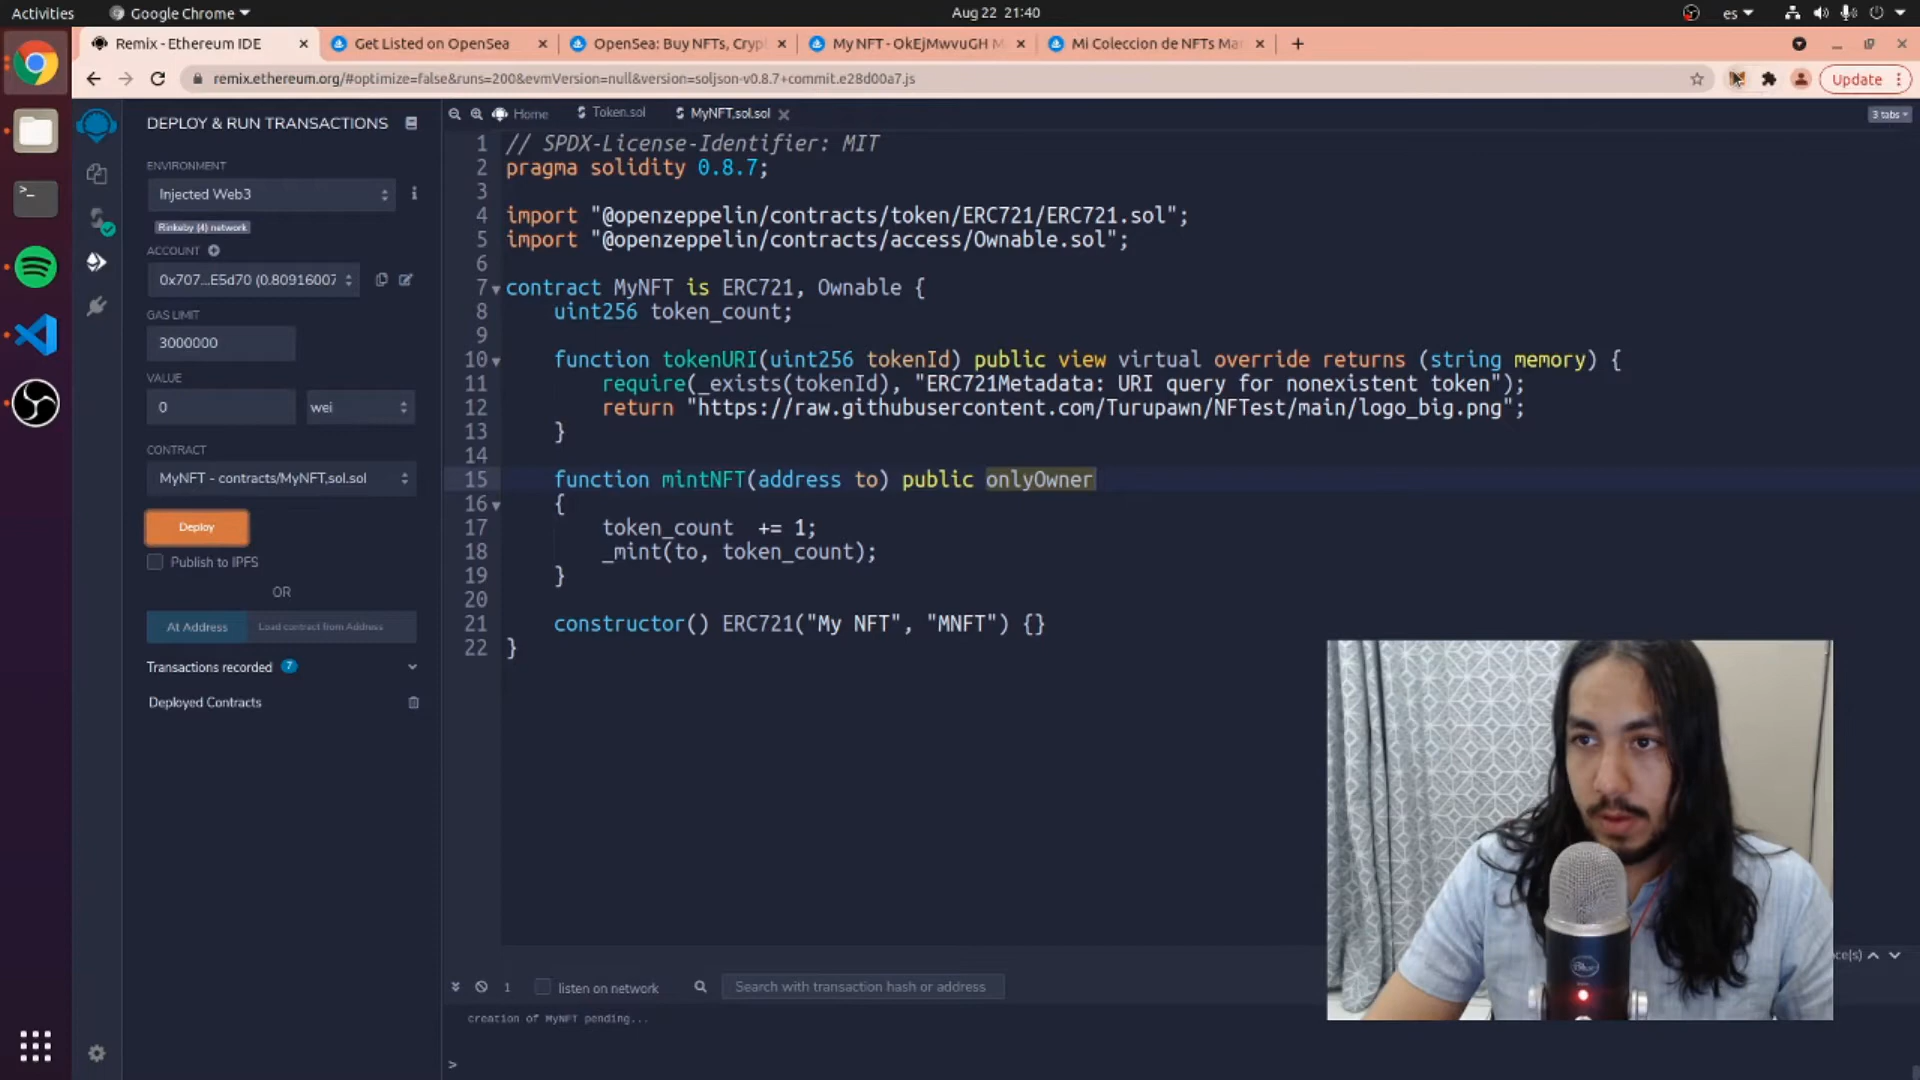 Activities
Google Chrome
Aug 22 21:40
es
Remix - Ethereum IDE
Get Listed on OpenSea
OpenSea: Buy NFTs, Cryp
My NFT - OkEjMwvuGH M
Mi Coleccion de NFTs Mar
remix.ethereum.org/#optimize=false&runs=200&evmVersion=null&version=soljson-v0.8.7+commit.e28d00a7.js
Update
DEPLOY & RUN TRANSACTIONS
Home
Token.sol
MyNFT,sol.sol
3 tabs
ENVIRONMENT
Injected Web3
Rinkeby (4) network
ACCOUNT
0x707...E5d70 (0.80916007
GAS LIMIT
3000000
VALUE
0
wei
CONTRACT
MyNFT - contracts/MyNFT,sol.sol
Deploy
Publish to IPFS
OR
At Address
Load contract from Address
Transactions recorded 7
Deployed Contracts
1 // SPDX-License-Identifier: MIT
2 pragma solidity 0.8.7;
3
4 import "@openzeppelin/contracts/token/ERC721/ERC721.sol";
5 import "@openzeppelin/contracts/access/Ownable.sol";
6
7 contract MyNFT is ERC721, Ownable {
8 uint256 token_count;
9
10 function tokenURI(uint256 tokenId) public view virtual override returns (string memory) {
11 require(_exists(tokenId), "ERC721Metadata: URI query for nonexistent token");
12 return "https://raw.githubusercontent.com/Turupawn/NFTest/main/logo_big.png";
13 }
14
15 function mintNFT(address to) public onlyOwner
16 {
17 token_count += 1;
18 _mint(to, token_count);
19 }
20
21 constructor() ERC721("My NFT", "MNFT") {}
22 }
1
listen on network
Search with transaction hash or address
creation of MyNFT pending...
>